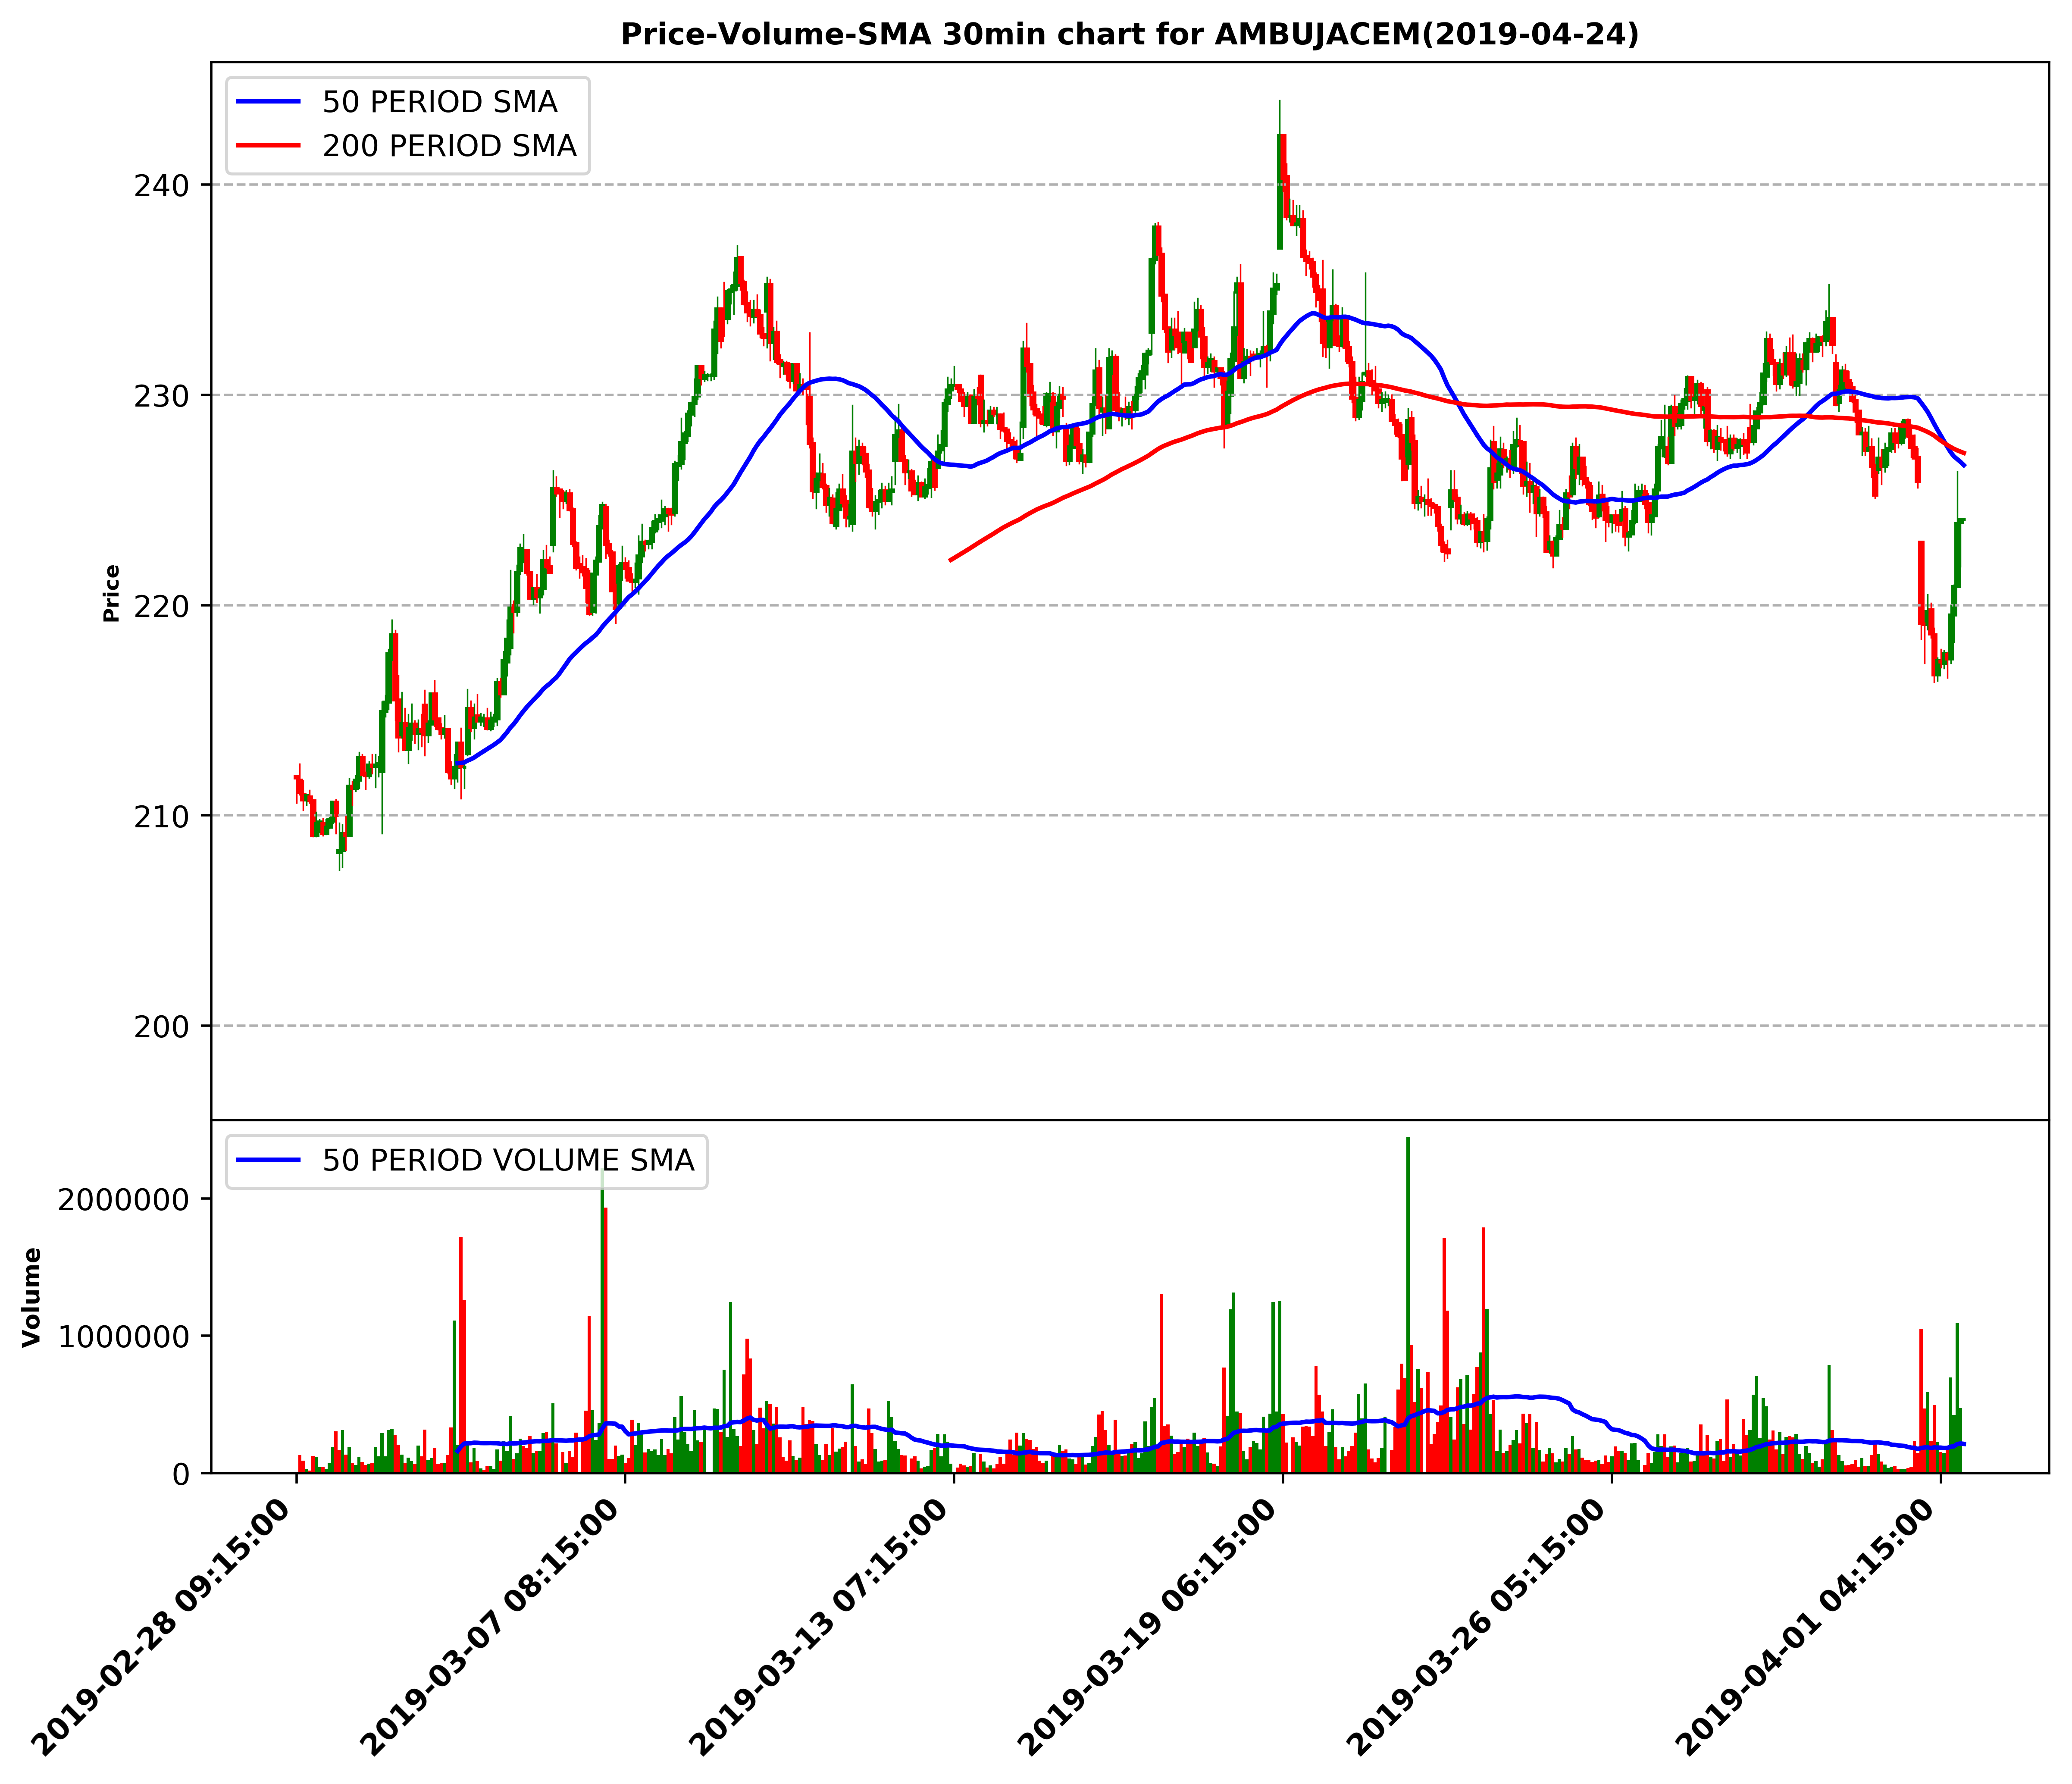 Price-Volume-SMA 30min chart for AMBUJACEM(2019-04-24)
50 PERIOD SMA
200 PERIOD SMA
240
230
220
210
200
Price
50 PERIOD VOLUME SMA
2000000
1000000
0
Volume
2019-02-28 09:15:00
2019-03-07 08:15:00
2019-03-13 07:15:00
2019-03-19 06:15:00
2019-03-26 05:15:00
2019-04-01 04:15:00